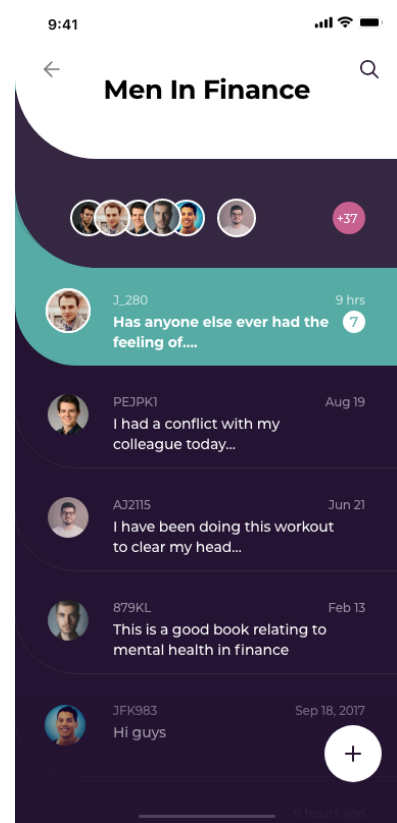 9:41
Men In Finance
+37
J_280
9 hrs
Has anyone else ever had the
7
feeling of....
PEJPK1
Aug 19
I had a conflict with my
colleague today...
AJ2115
Jun 21
I have been doing this workout
to clear my head...
879KL
Feb 13
This is a good book relating to
mental health in finance
JFK983
Sep 18, 2017
Hi guys
+
9 hours ago